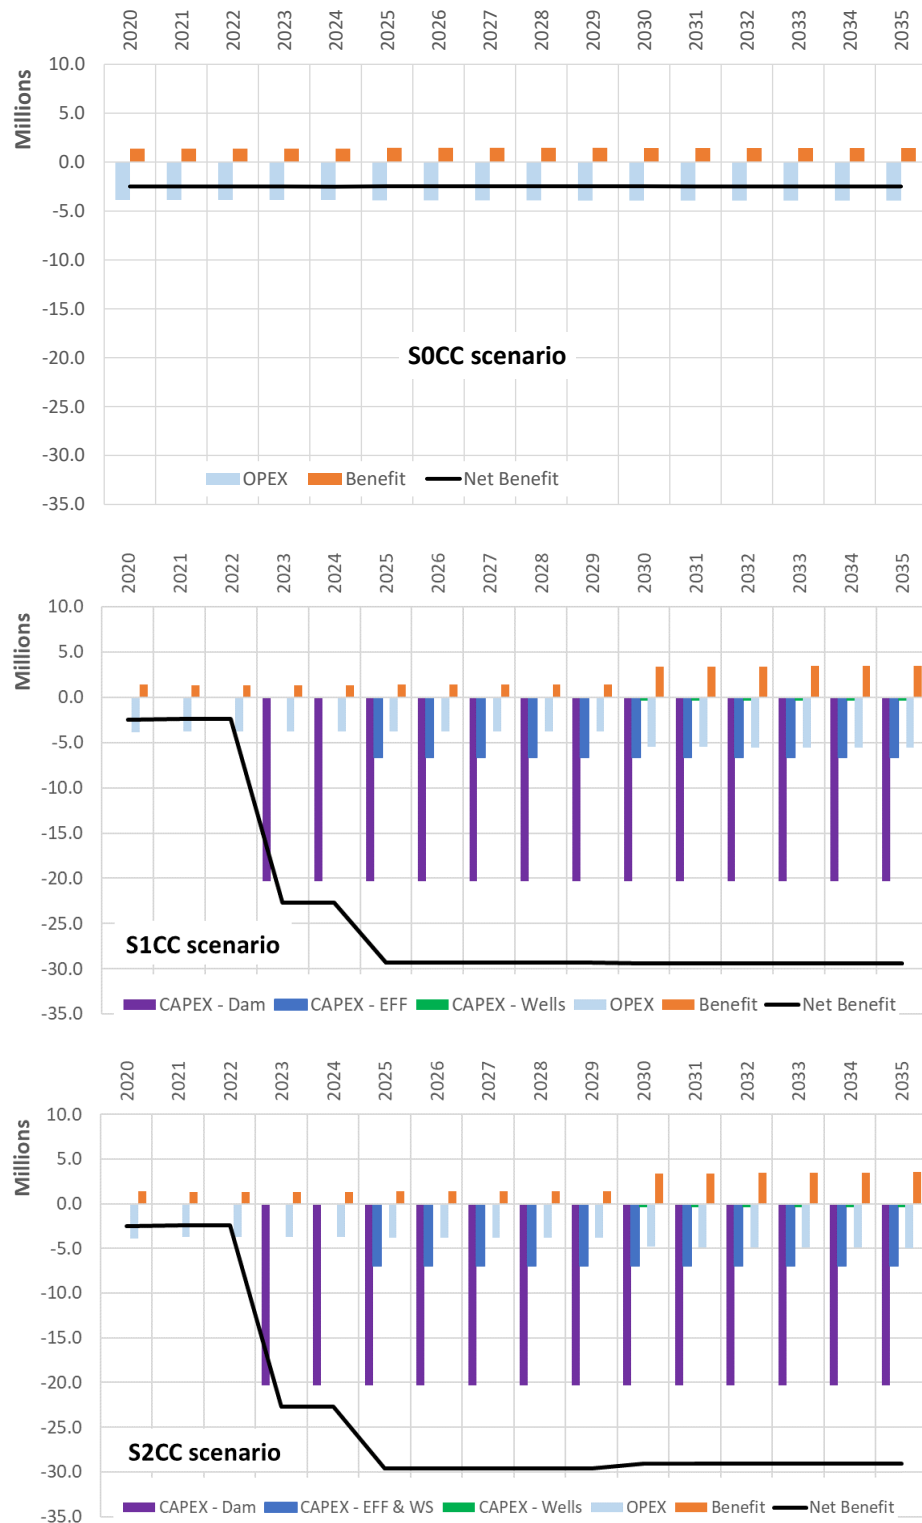 2020 2021 2022 2023 2024 2025 2026 2027 2028 2029 2030 2031 2032 2033 2034 2035
Millions
10.0
5.0
0.0
-5.0
-10.0
-15.0
-20.0
-25.0
-30.0
-35.0
S0CC scenario
OPEX Benefit Net Benefit
2020 2021 2022 2023 2024 2025 2026 2027 2028 2029 2030 2031 2032 2033 2034 2035
Millions
10.0
5.0
0.0
-5.0
-10.0
-15.0
-20.0
-25.0
-30.0
-35.0
S1CC scenario
CAPEX - Dam CAPEX - EFF CAPEX - Wells OPEX Benefit Net Benefit
2020 2021 2022 2023 2024 2025 2026 2027 2028 2029 2030 2031 2032 2033 2034 2035
Millions
10.0
5.0
0.0
-5.0
-10.0
-15.0
-20.0
-25.0
-30.0
-35.0
S2CC scenario
CAPEX - Dam CAPEX - EFF & WS CAPEX - Wells OPEX Benefit Net Benefit